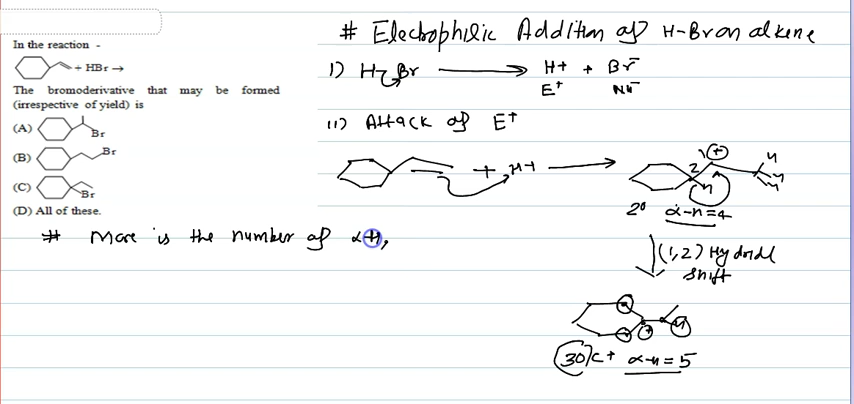 In the reaction -
+ HBr →
The bromoderivative that may be formed
(irrespective of yield) is
(A) Br
(B) Br
(C) Br
(D) All of these.
# Electrophilic Addition of H-Br on alkene
1) H-Br → H+ + Br-
E+ Nu-
11) Attack of E+
+ H+ →
1 + H
2 H H
H
2° α-H=4
(1,2) Hydride
shift
+ H
3° C+ α-H=5
# More is the number of αH,